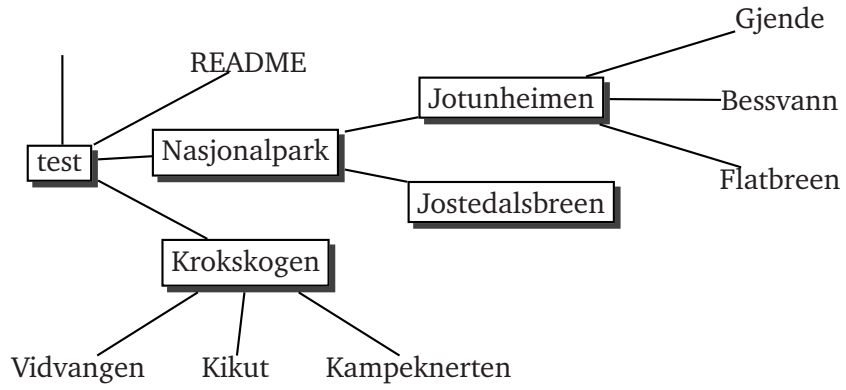 Gjende
README
Jotunheimen
Bessvann
Nasjonalpark
test
Flatbreen
Jostedalsbreen
Krokskogen
Vidvangen
Kikut
Kampeknerten